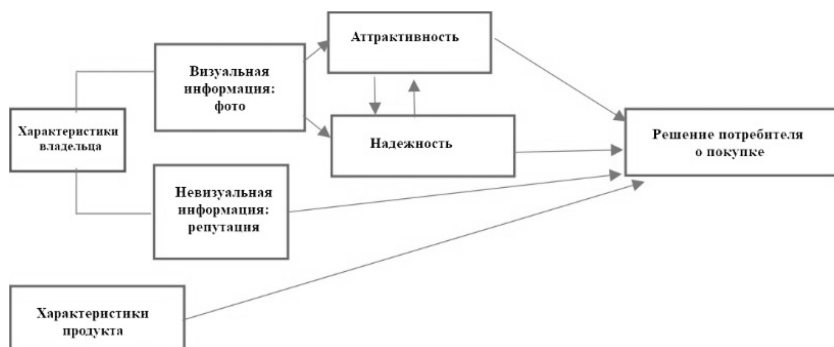 Аттрактивность
Визуальная
информация:
фото
Характеристики
владельца
Надежность
Решение потребителя
о покупке
Невизуальная
информация:
репутация
Характеристики
продукта